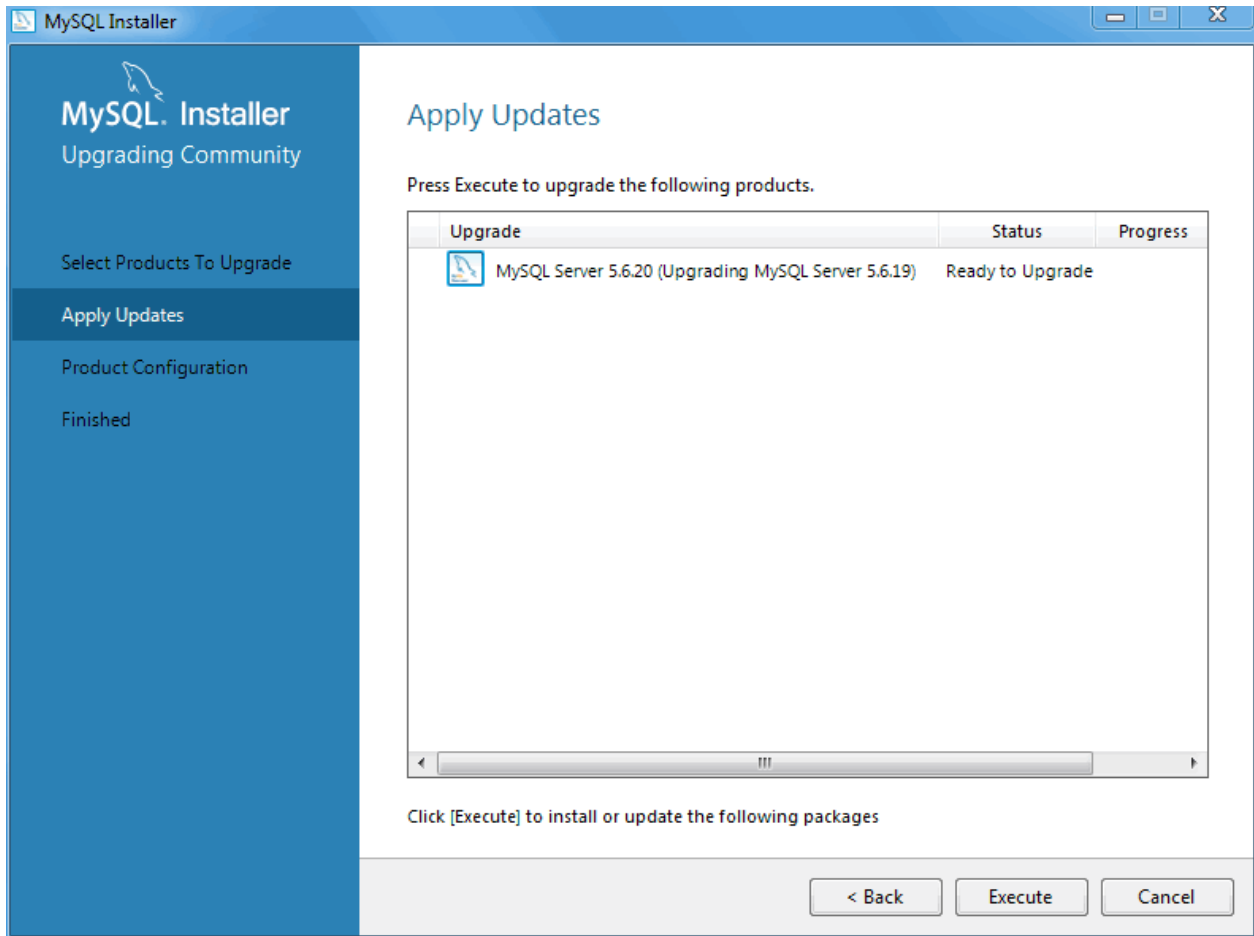 MySQL Installer
MySQL. Installer
Upgrading Community
Select Products To Upgrade
Apply Updates
Product Configuration
Finished
Apply Updates
Press Execute to upgrade the following products.
Upgrade Status Progress
MySQL Server 5.6.20 (Upgrading MySQL Server 5.6.19) Ready to Upgrade
Click [Execute] to install or update the following packages
< Back Execute Cancel